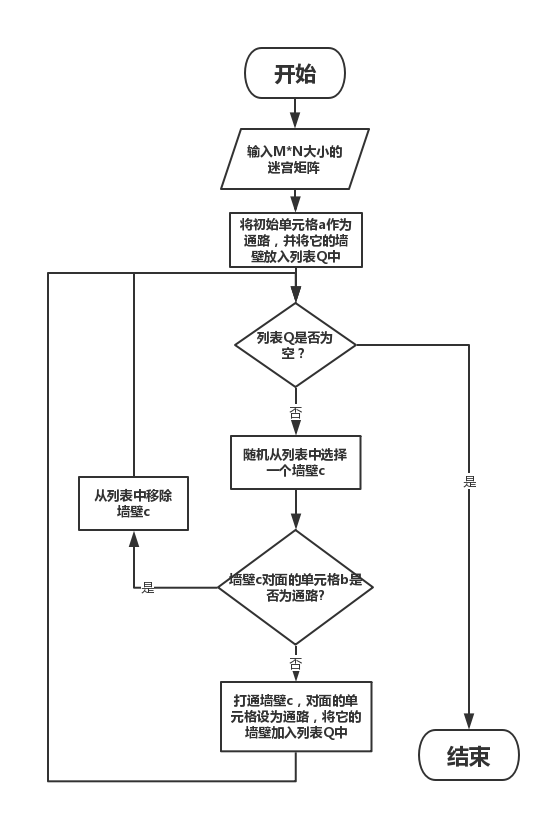 开始
输入M*N大小的
迷宫矩阵
将初始单元格a作为
通路，并将它的墙
壁放入列表Q中
列表Q是否为
空？
否
随机从列表中选择
一个墙壁c
是
从列表中移除
墙壁c
墙壁c对面的单元格b是
否为通路?
是
否
打通墙壁c，对面的单
元格设为通路，将它的
墙壁加入列表Q中
结束